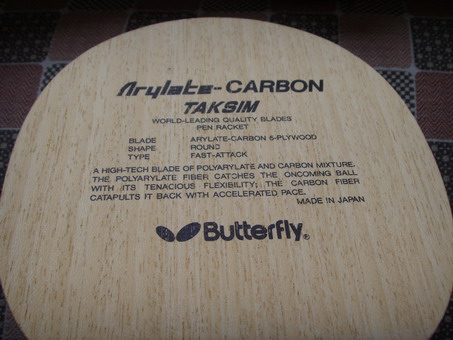 Arylate-CARBON
TAKSIM
WORLD-LEADING QUALITY BLADES
PEN RACKET
BLADE ARYLATE-CARBON 5-PLYWOOD
SHAPE ROUND
TYPE FAST-ATTACK
A HIGH-TECH BLADE OF POLYARYLATE AND CARBON MIXTURE.
THE POLYARYLATE FIBER CATCHES THE ONCOMING BALL
WITH ITS TENACIOUS FLEXIBILITY; THE CARBON FIBER
CATAPULTS IT BACK WITH ACCELERATED PACE.
MADE IN JAPAN
Butterfly®